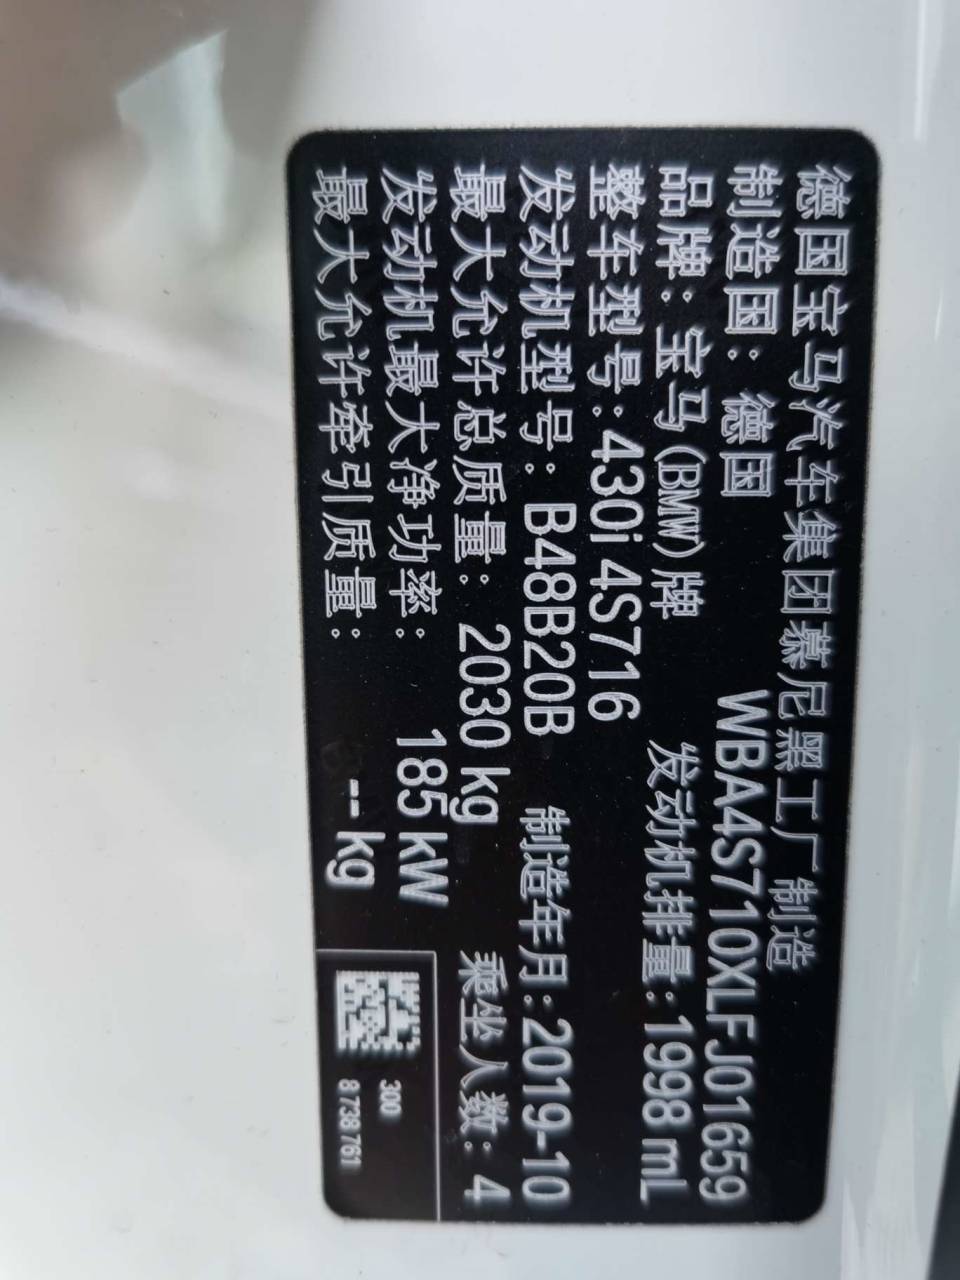 德国宝马汽车集团慕尼黑工厂制造
制造国：德国 WBA4S710XLFJ01659
品牌：宝马(BMW)牌 发动机排量：1998 mL
整车型号：430i 4S716
发动机型号：B48B20B 制造年月：2019-10
最大允许总质量：2030 kg 乘坐人数：4
发动机最大净功率：185 kW
最大允许牵引质量：-- kg
300
8 738 761